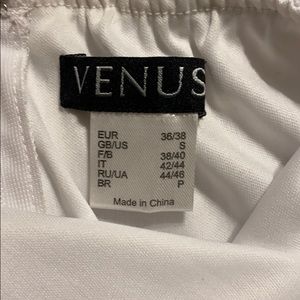 VENUS
EUR 36/38
GB/US S
F/B 38/40
IT 42/44
RU/UA 44/46
BR P
Made in China